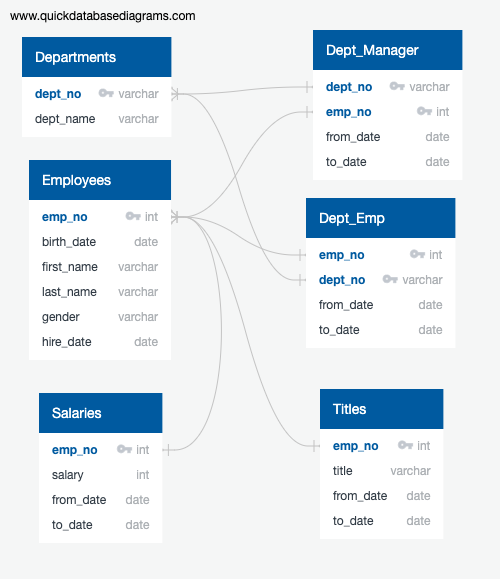 www.quickdatabasediagrams.com
Departments
dept_no varchar
dept_name varchar
Dept_Manager
dept_no varchar
emp_no int
from_date date
to_date date
Employees
emp_no int
birth_date date
first_name varchar
last_name varchar
gender varchar
hire_date date
Dept_Emp
emp_no int
dept_no varchar
from_date date
to_date date
Salaries
emp_no int
salary int
from_date date
to_date date
Titles
emp_no int
title varchar
from_date date
to_date date